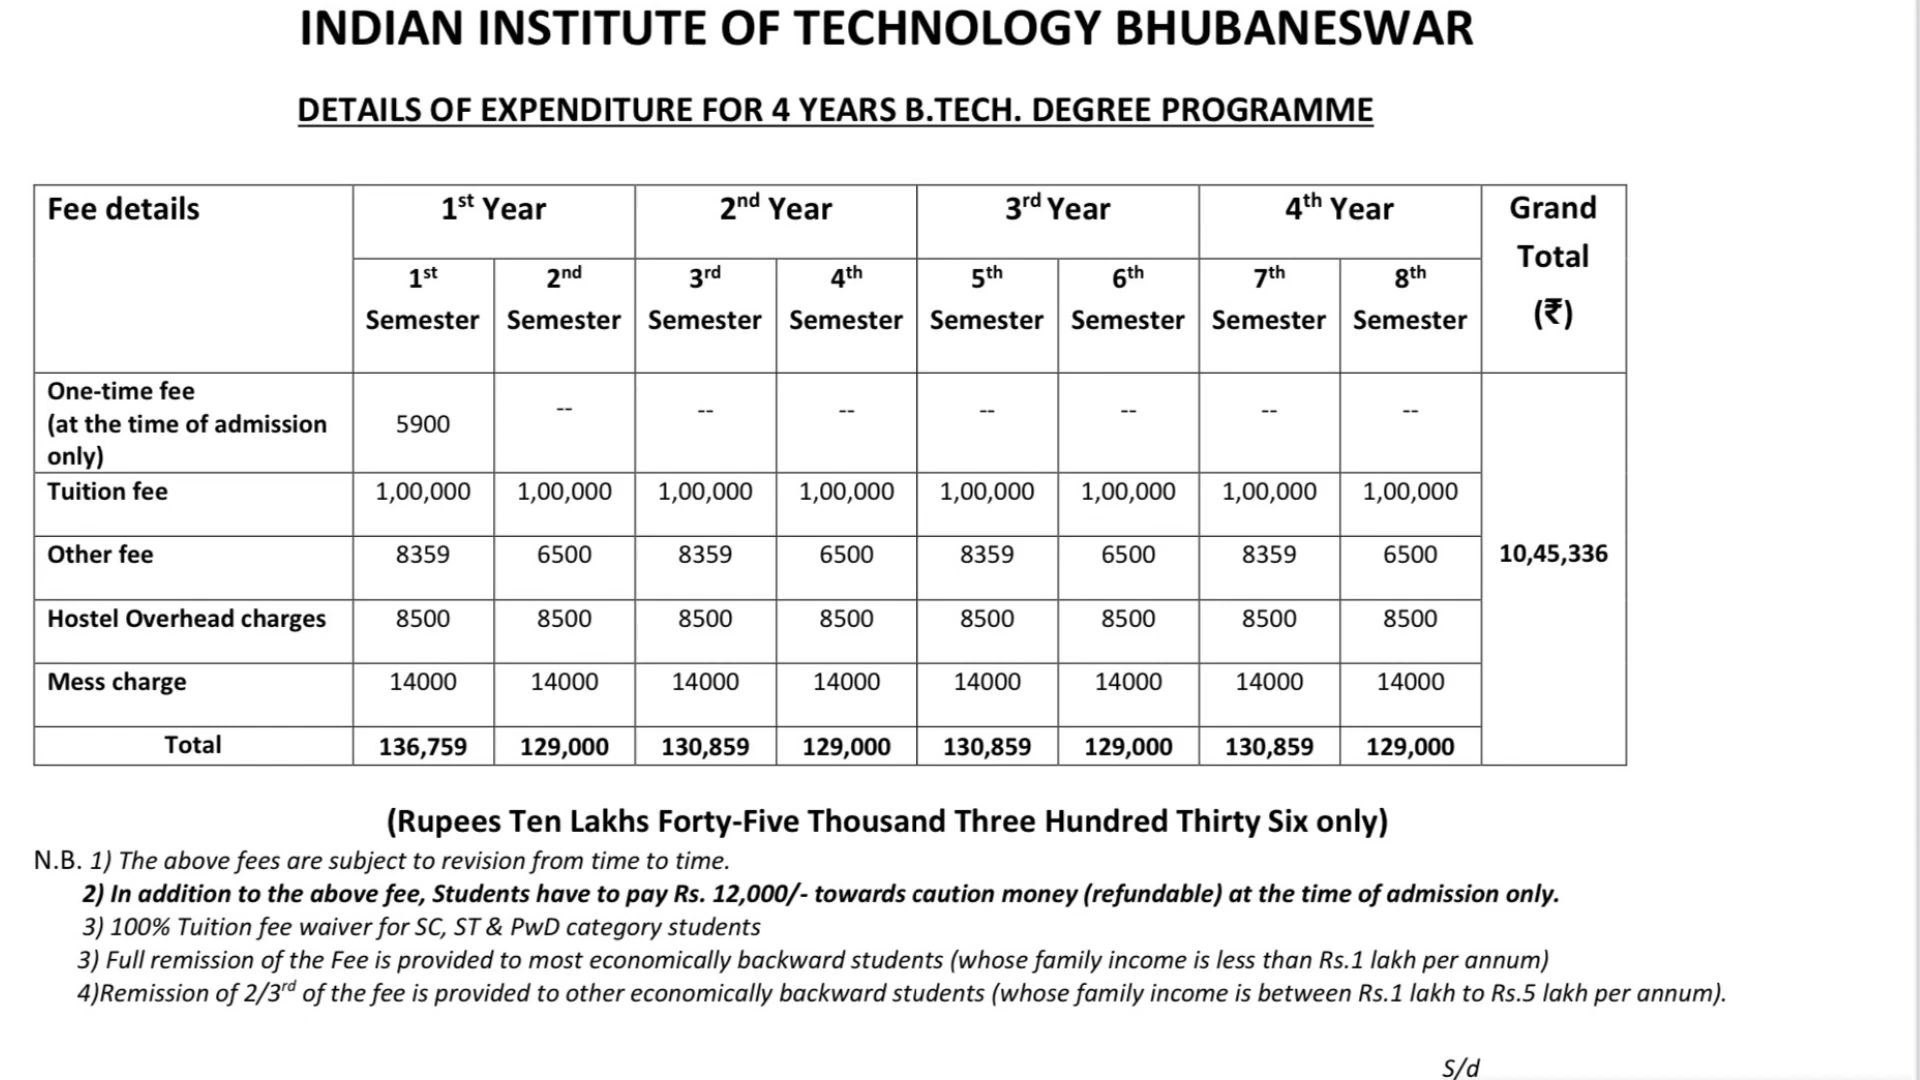 INDIAN INSTITUTE OF TECHNOLOGY BHUBANESWAR
DETAILS OF EXPENDITURE FOR 4 YEARS B.TECH. DEGREE PROGRAMME
Fee details 1st Year 2nd Year 3rd Year 4th Year Grand Total (₹)
1st Semester 2nd Semester 3rd Semester 4th Semester 5th Semester 6th Semester 7th Semester 8th Semester
One-time fee
(at the time of admission only) 5900 -- -- -- -- -- -- --
Tuition fee 1,00,000 1,00,000 1,00,000 1,00,000 1,00,000 1,00,000 1,00,000 1,00,000
Other fee 8359 6500 8359 6500 8359 6500 8359 6500 10,45,336
Hostel Overhead charges 8500 8500 8500 8500 8500 8500 8500 8500
Mess charge 14000 14000 14000 14000 14000 14000 14000 14000
Total 136,759 129,000 130,859 129,000 130,859 129,000 130,859 129,000
(Rupees Ten Lakhs Forty-Five Thousand Three Hundred Thirty Six only)
N.B. 1) The above fees are subject to revision from time to time.
2) In addition to the above fee, Students have to pay Rs. 12,000/- towards caution money (refundable) at the time of admission only.
3) 100% Tuition fee waiver for SC, ST & PwD category students
3) Full remission of the Fee is provided to most economically backward students (whose family income is less than Rs.1 lakh per annum)
4)Remission of 2/3rd of the fee is provided to other economically backward students (whose family income is between Rs.1 lakh to Rs.5 lakh per annum).
S/d